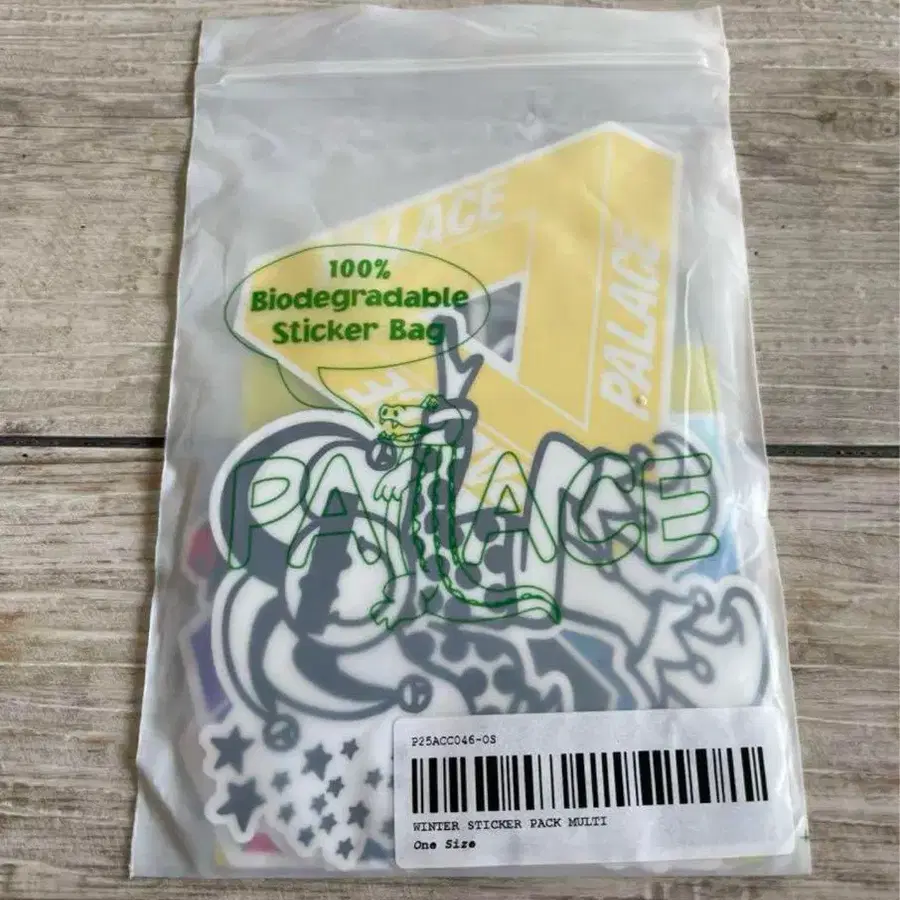 PALACE
PALACE
100%
Biodegradable
Sticker Bag
PALACE
P25ACC046-OS
WINTER STICKER PACK MULTI
One Size